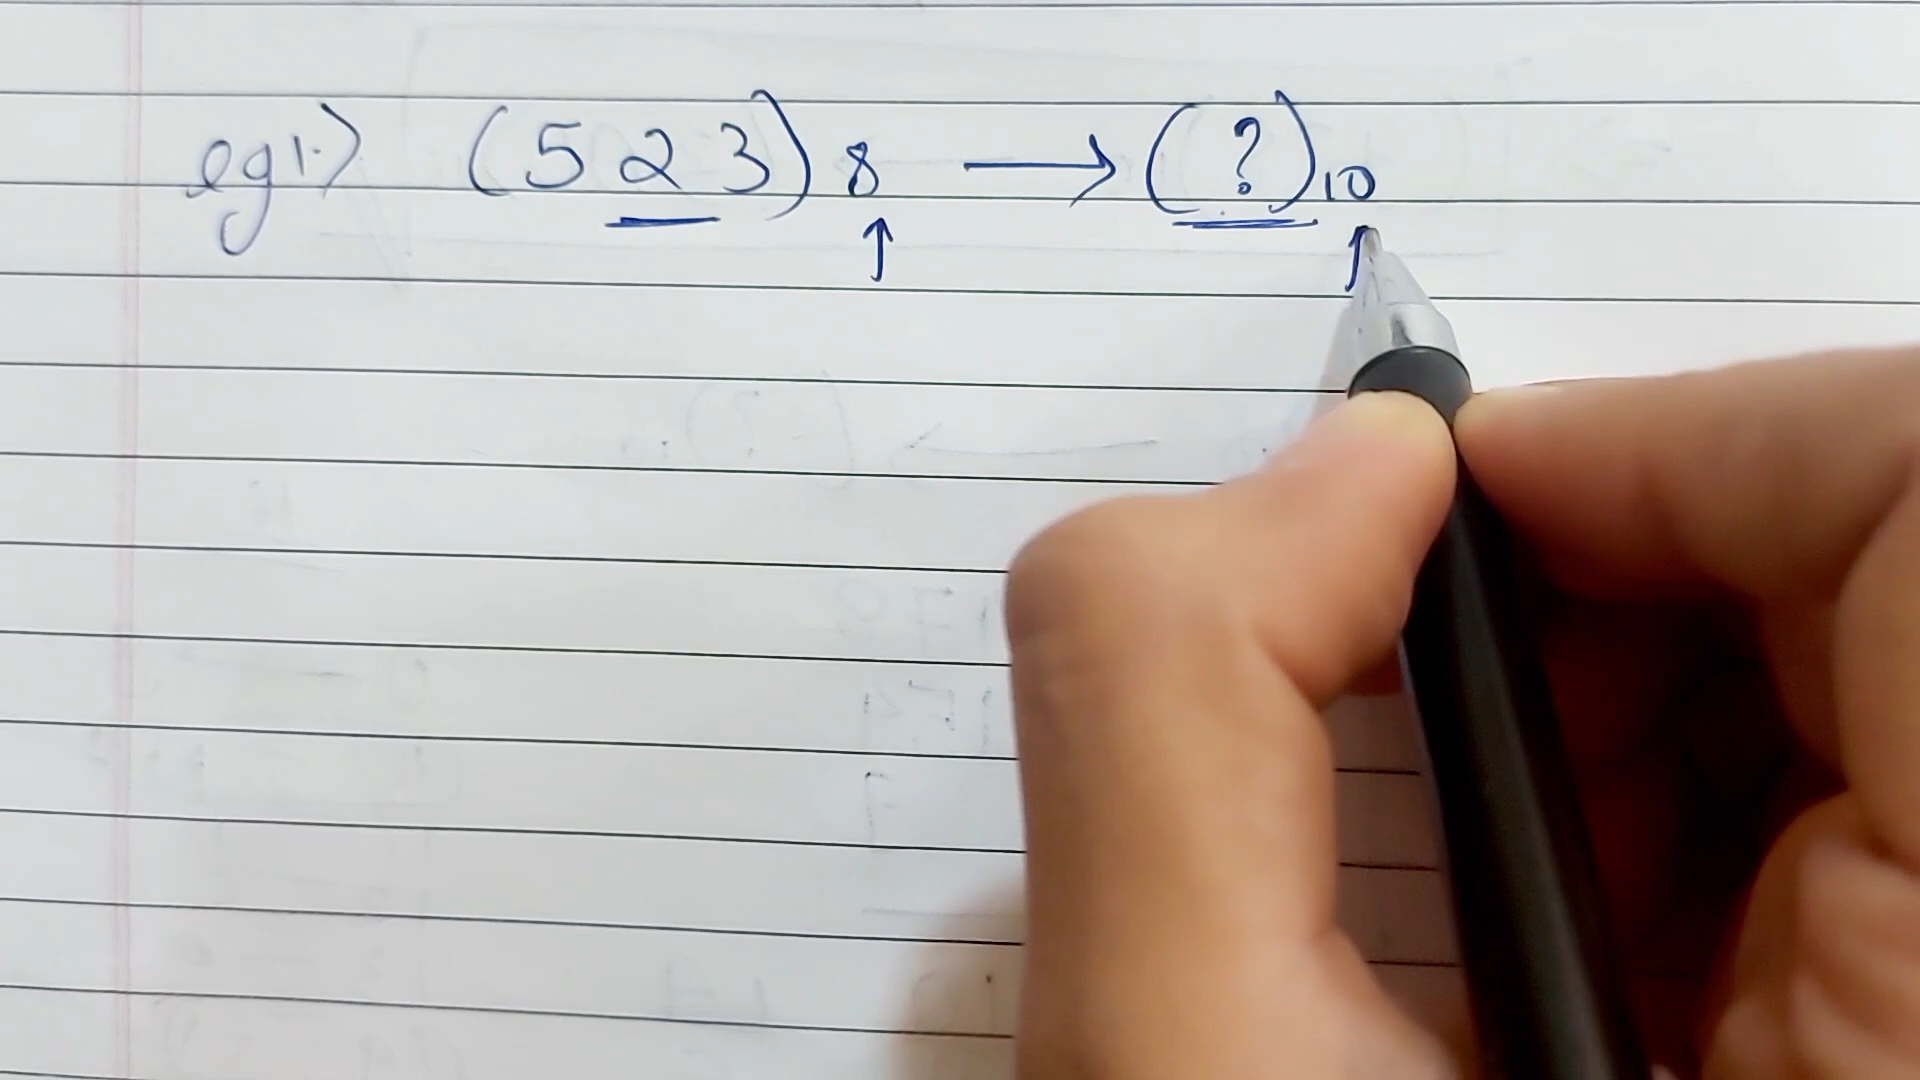 eg1.> (523)8 → (?)10